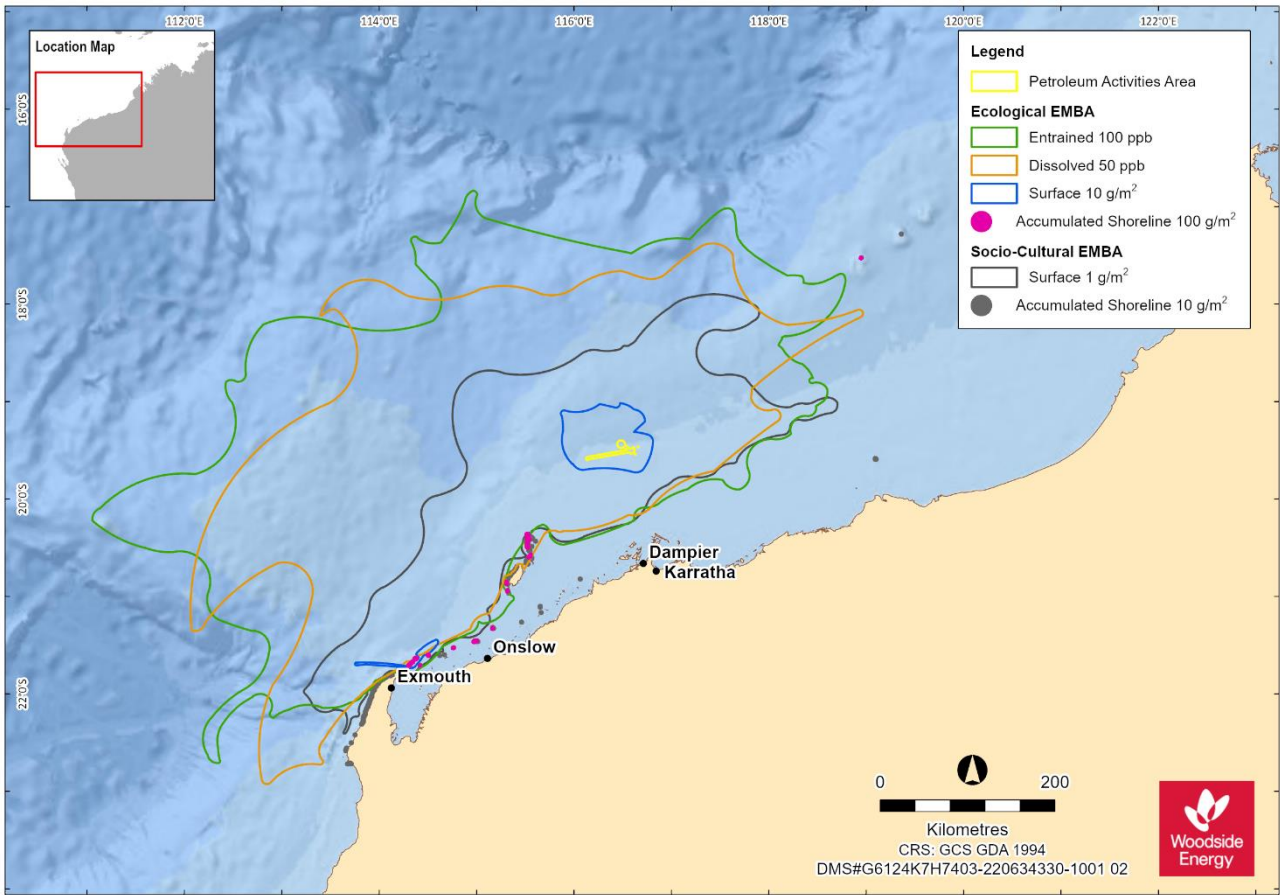 112°0'E
114°0'E
116°0'E
118°0'E
120°0'E
122°0'E
16°0'S
18°0'S
20°0'S
22°0'S
Location Map
Legend
Petroleum Activities Area
Ecological EMBA
Entrained 100 ppb
Dissolved 50 ppb
Surface 10 g/m²
Accumulated Shoreline 100 g/m²
Socio-Cultural EMBA
Surface 1 g/m²
Accumulated Shoreline 10 g/m²
Dampier
Karratha
Onslow
Exmouth
0 200
Kilometres
CRS: GCS GDA 1994
DMS#G6124K7H7403-220634330-1001 02
Woodside
Energy